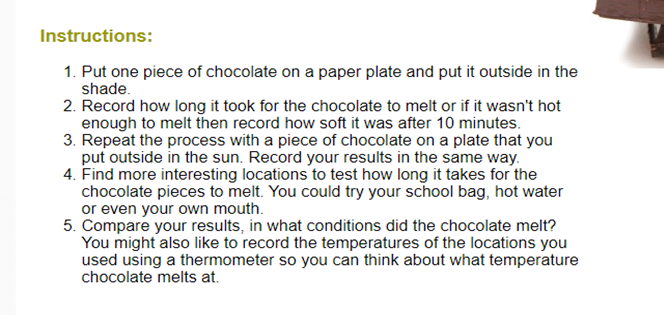 Instructions:
1. Put one piece of chocolate on a paper plate and put it outside in the
shade.
2. Record how long it took for the chocolate to melt or if it wasn't hot
enough to melt then record how soft it was after 10 minutes.
3. Repeat the process with a piece of chocolate on a plate that you
put outside in the sun. Record your results in the same way.
4. Find more interesting locations to test how long it takes for the
chocolate pieces to melt. You could try your school bag, hot water
or even your own mouth.
5. Compare your results, in what conditions did the chocolate melt?
You might also like to record the temperatures of the locations you
used using a thermometer so you can think about what temperature
chocolate melts at.